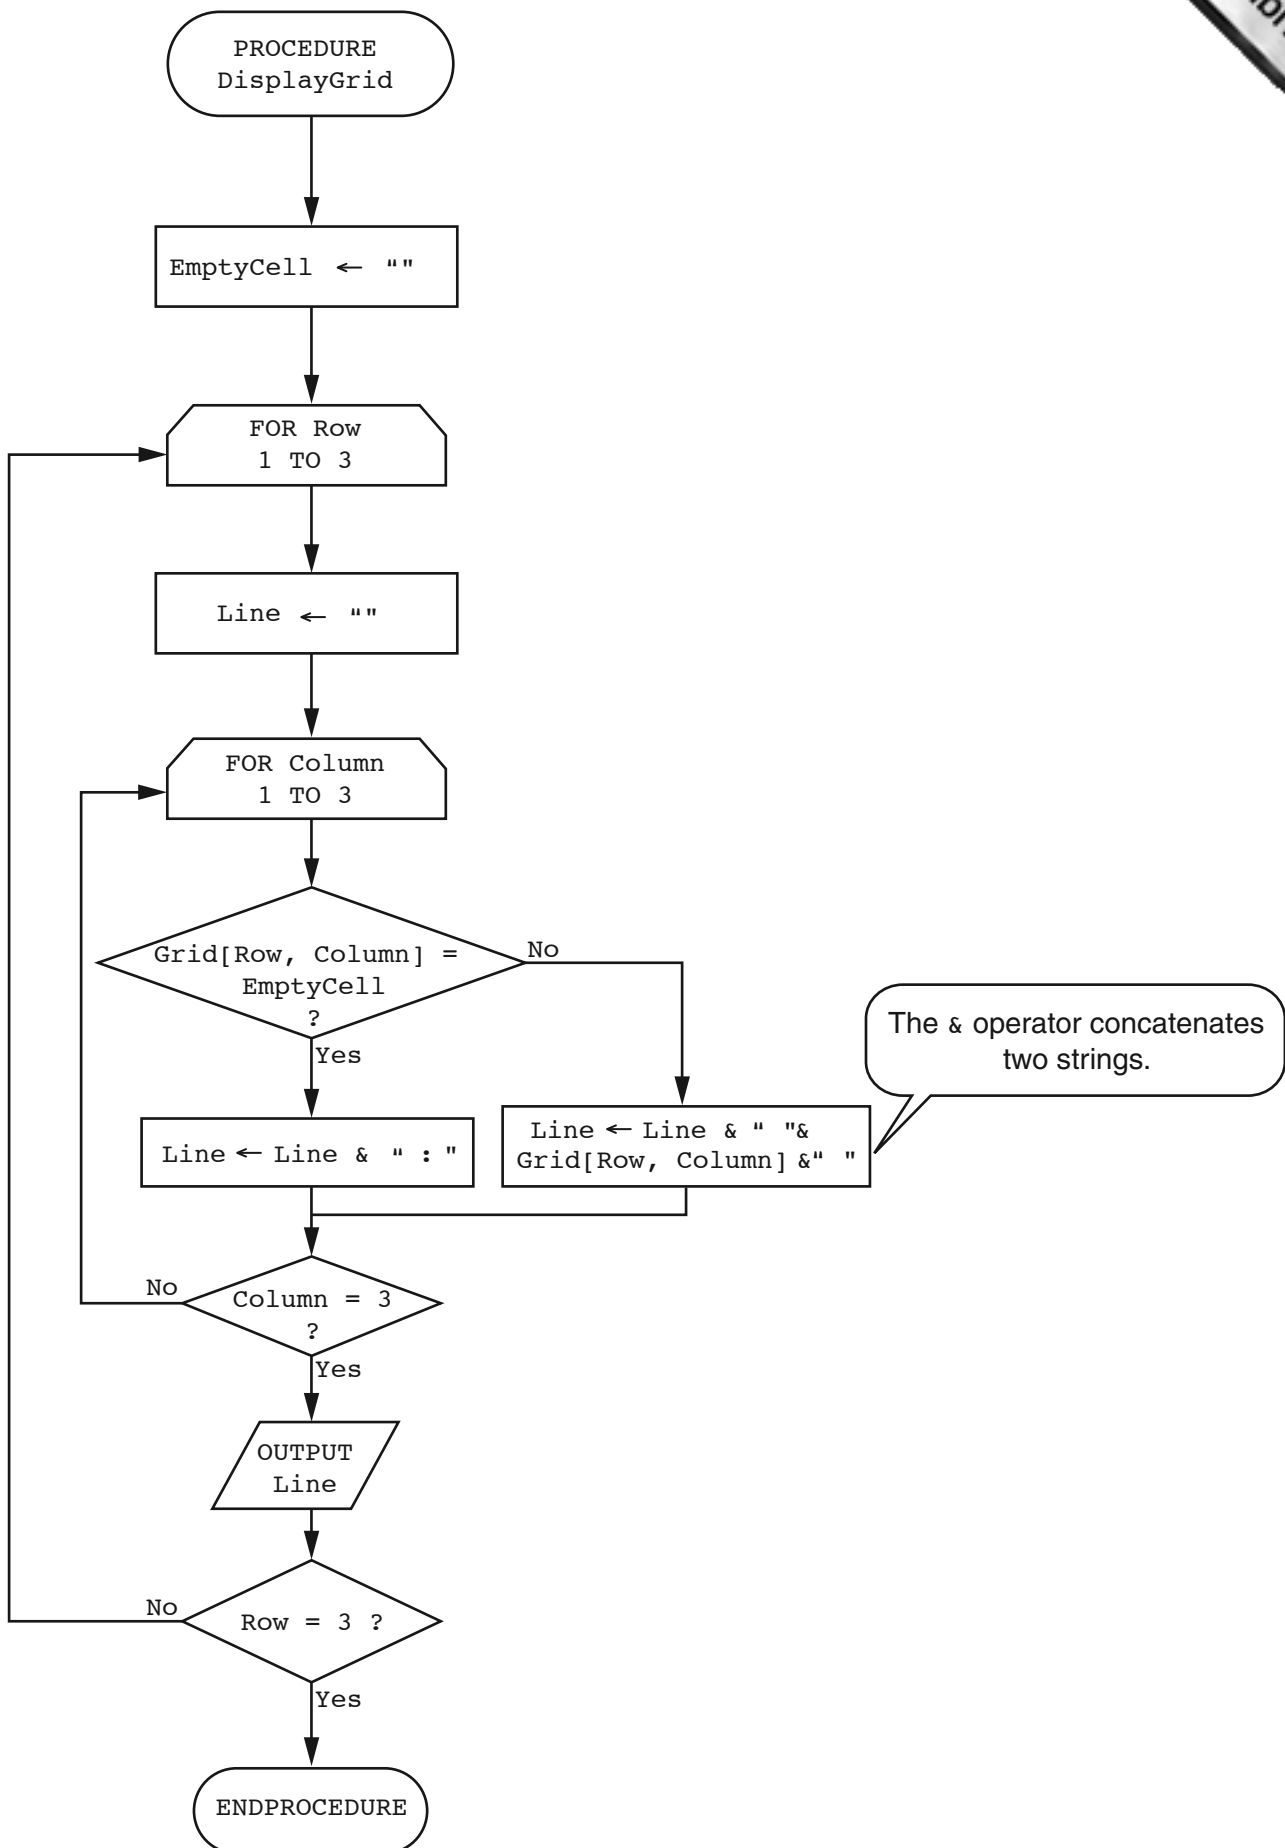 PROCEDURE
DisplayGrid
EmptyCell ← “"
FOR Row
1 TO 3
Line ← “"
FOR Column
1 TO 3
Grid[Row, Column] =
EmptyCell
?
No
Yes
The & operator concatenates
two strings.
Line ← Line & “ : "
Line ← Line & “ "&
Grid[Row, Column] &“ "
No
Column = 3
?
Yes
OUTPUT
Line
No
Row = 3 ?
Yes
ENDPROCEDURE